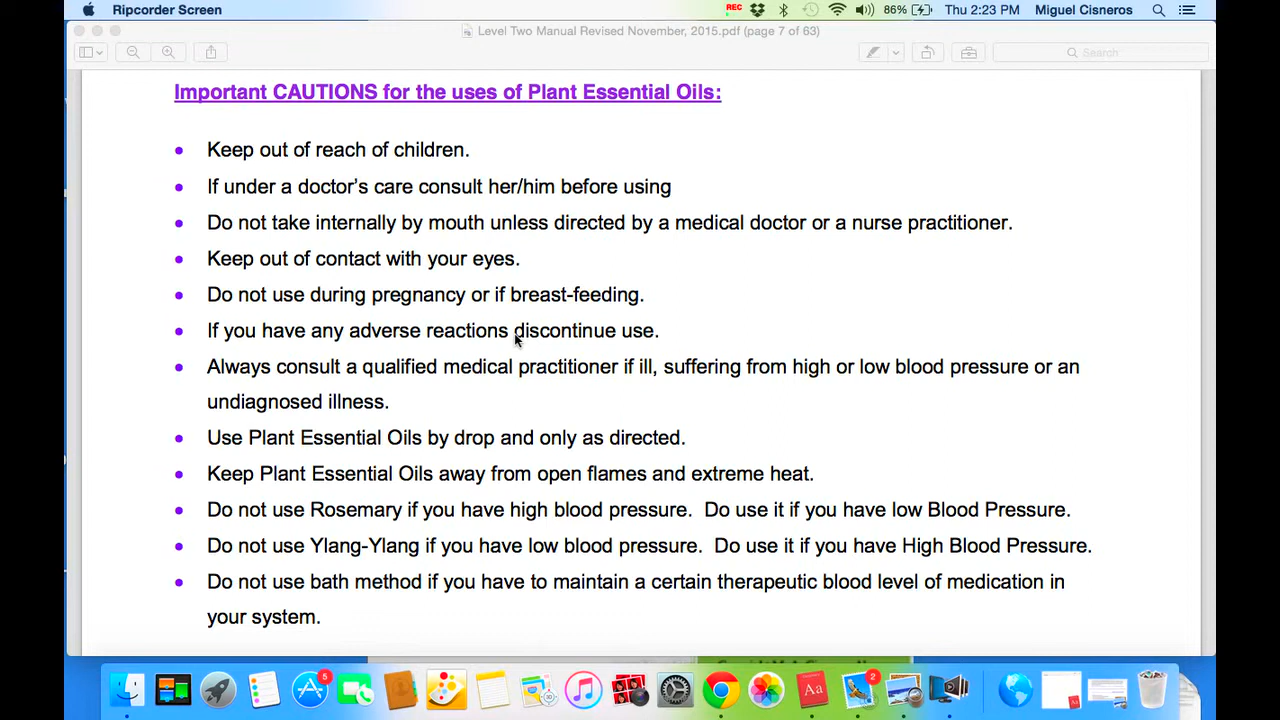 Ripcorder Screen
REC
86%
Thu 2:23 PM
Miguel Cisneros
Level Two Manual Revised November, 2015.pdf (page 7 of 63)
Search
Important CAUTIONS for the uses of Plant Essential Oils:
Keep out of reach of children.
If under a doctor's care consult her/him before using
Do not take internally by mouth unless directed by a medical doctor or a nurse practitioner.
Keep out of contact with your eyes.
Do not use during pregnancy or if breast-feeding.
If you have any adverse reactions discontinue use.
Always consult a qualified medical practitioner if ill, suffering from high or low blood pressure or an
undiagnosed illness.
Use Plant Essential Oils by drop and only as directed.
Keep Plant Essential Oils away from open flames and extreme heat.
Do not use Rosemary if you have high blood pressure.  Do use it if you have low Blood Pressure.
Do not use Ylang-Ylang if you have low blood pressure.  Do use it if you have High Blood Pressure.
Do not use bath method if you have to maintain a certain therapeutic blood level of medication in
your system.
5
Aa
2